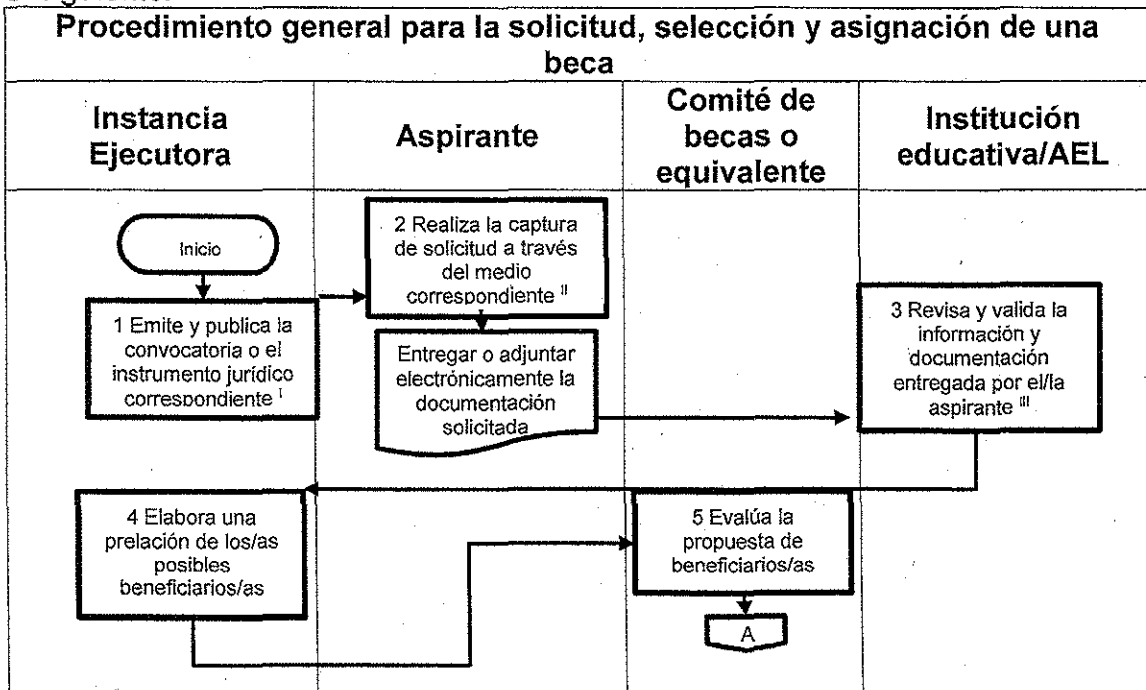 Procedimiento general para la solicitud, selección y asignación de una
beca
Instancia
Ejecutora
Aspirante
Comité de
becas o
equivalente
Institución
educativa/AEL
Inicio
1 Emite y publica la
convocatoria o el
instrumento jurídico
correspondiente I
2 Realiza la captura
de solicitud a través
del medio
correspondiente II
Entregar o adjuntar
electrónicamente la
documentación
solicitada
3 Revisa y valida la
información y
documentación
entregada por el/la
aspirante III
4 Elabora una
prelación de los/as
posibles
beneficiarios/as
5 Evalúa la
propuesta de
beneficiarios/as
A